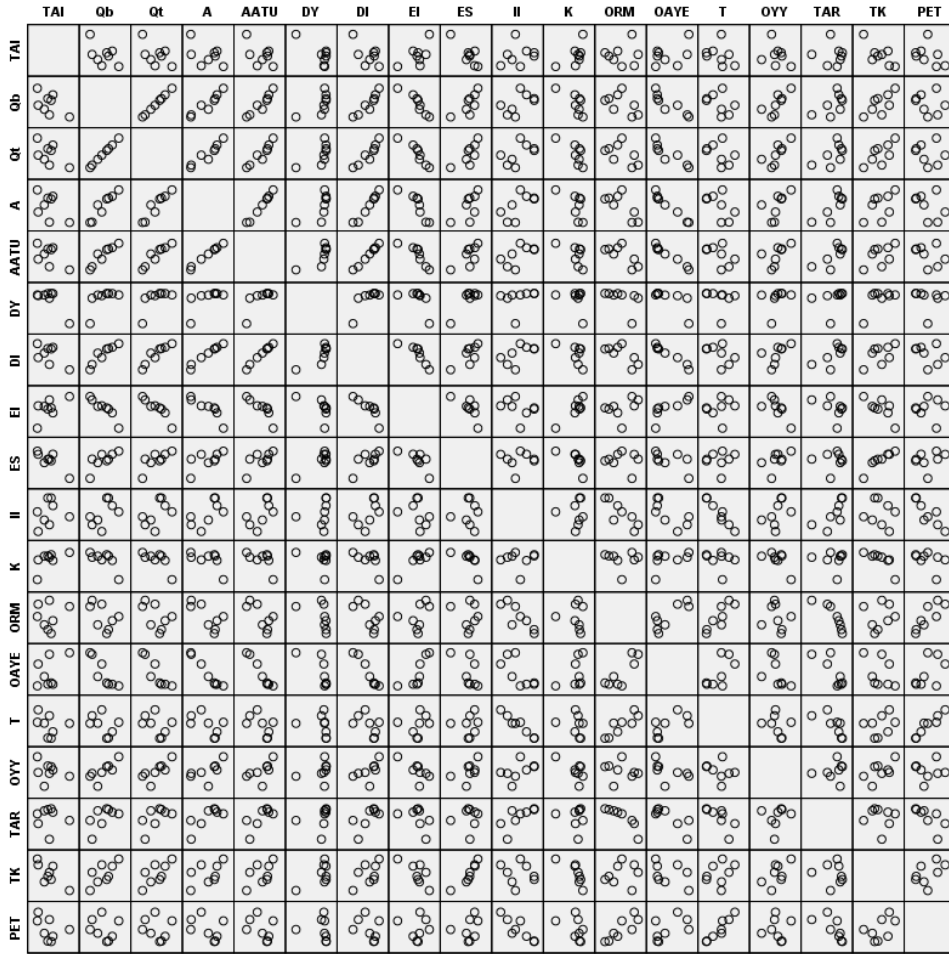 TAI Qb Qt A AATU DY DI EI ES II K ORM OAYE T OYY TAR TK PET
TAI
Qb
Qt
A
AATU
DY
DI
EI
ES
II
K
ORM
OAYE
T
OYY
TAR
TK
PET